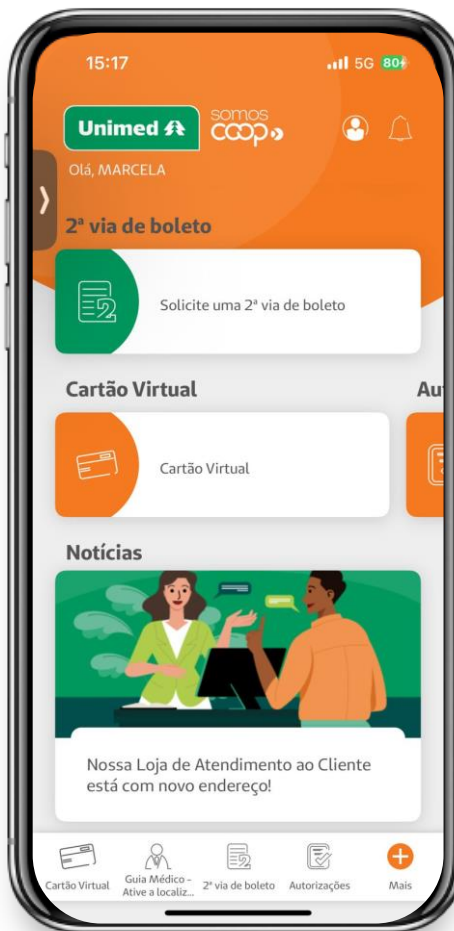 15:17
5G 80
Unimed
somos
coop
Olá, MARCELA
2ª via de boleto
Solicite uma 2ª via de boleto
Cartão Virtual
Au
Cartão Virtual
Notícias
Nossa Loja de Atendimento ao Cliente
está com novo endereço!
Cartão Virtual
Guia Médico -
Ative a localiz...
2ª via de boleto
Autorizações
Mais